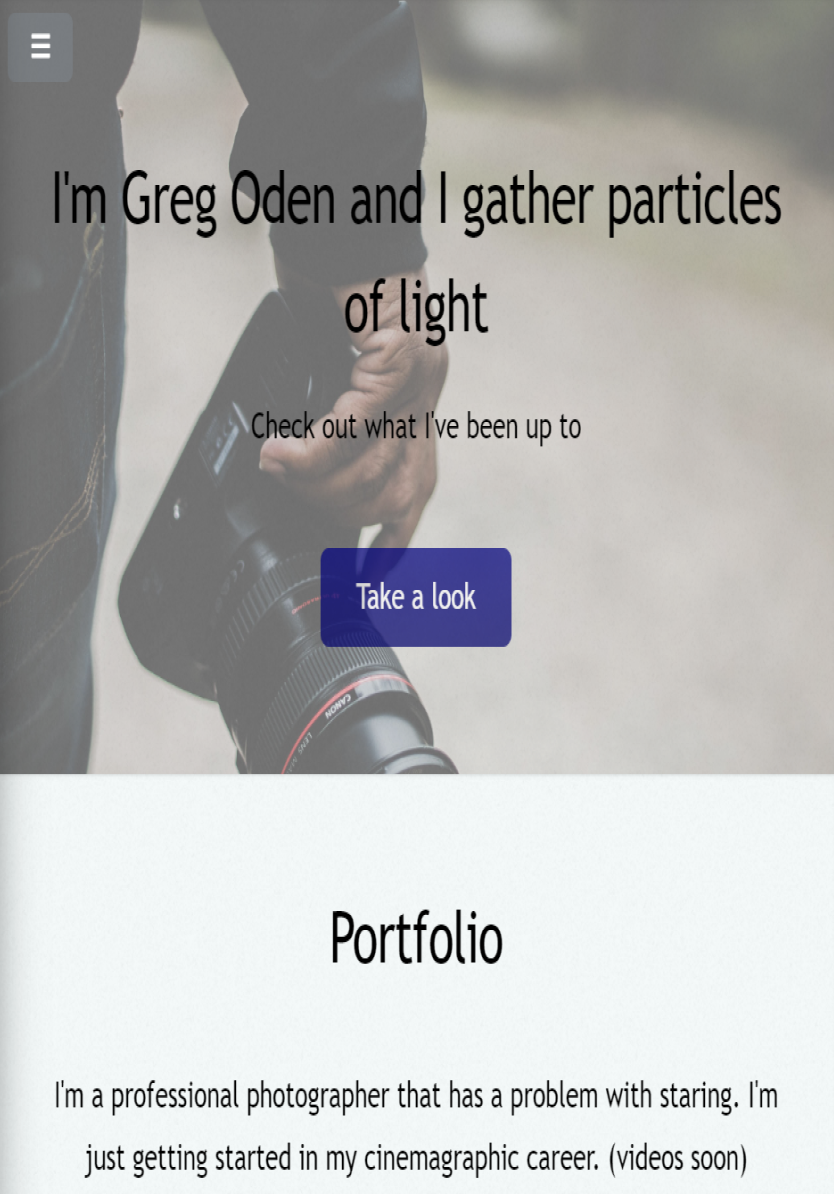 I'm Greg Oden and I gather particles
of light
Check out what I've been up to
Take a look
CANON
LENS
Portfolio
I'm a professional photographer that has a problem with staring. I'm
just getting started in my cinemagraphic career. (videos soon)